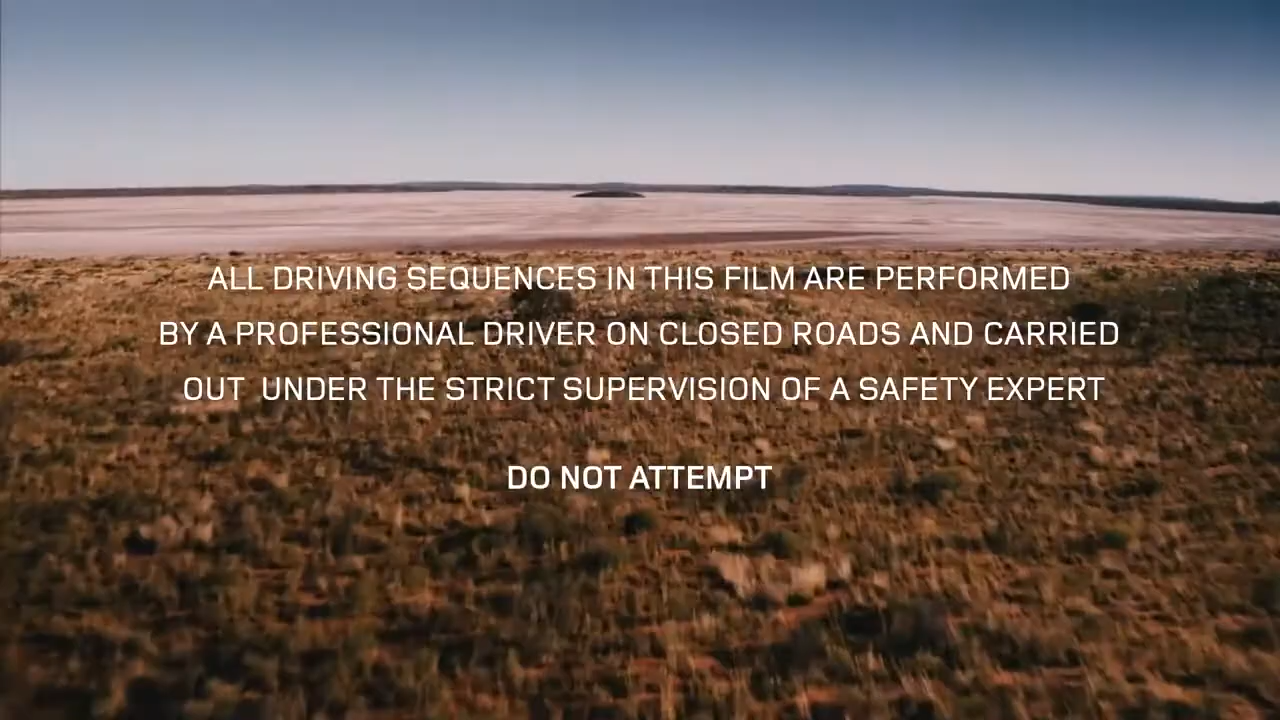 ALL DRIVING SEQUENCES IN THIS FILM ARE PERFORMED
BY A PROFESSIONAL DRIVER ON CLOSED ROADS AND CARRIED
OUT  UNDER THE STRICT SUPERVISION OF A SAFETY EXPERT
DO NOT ATTEMPT